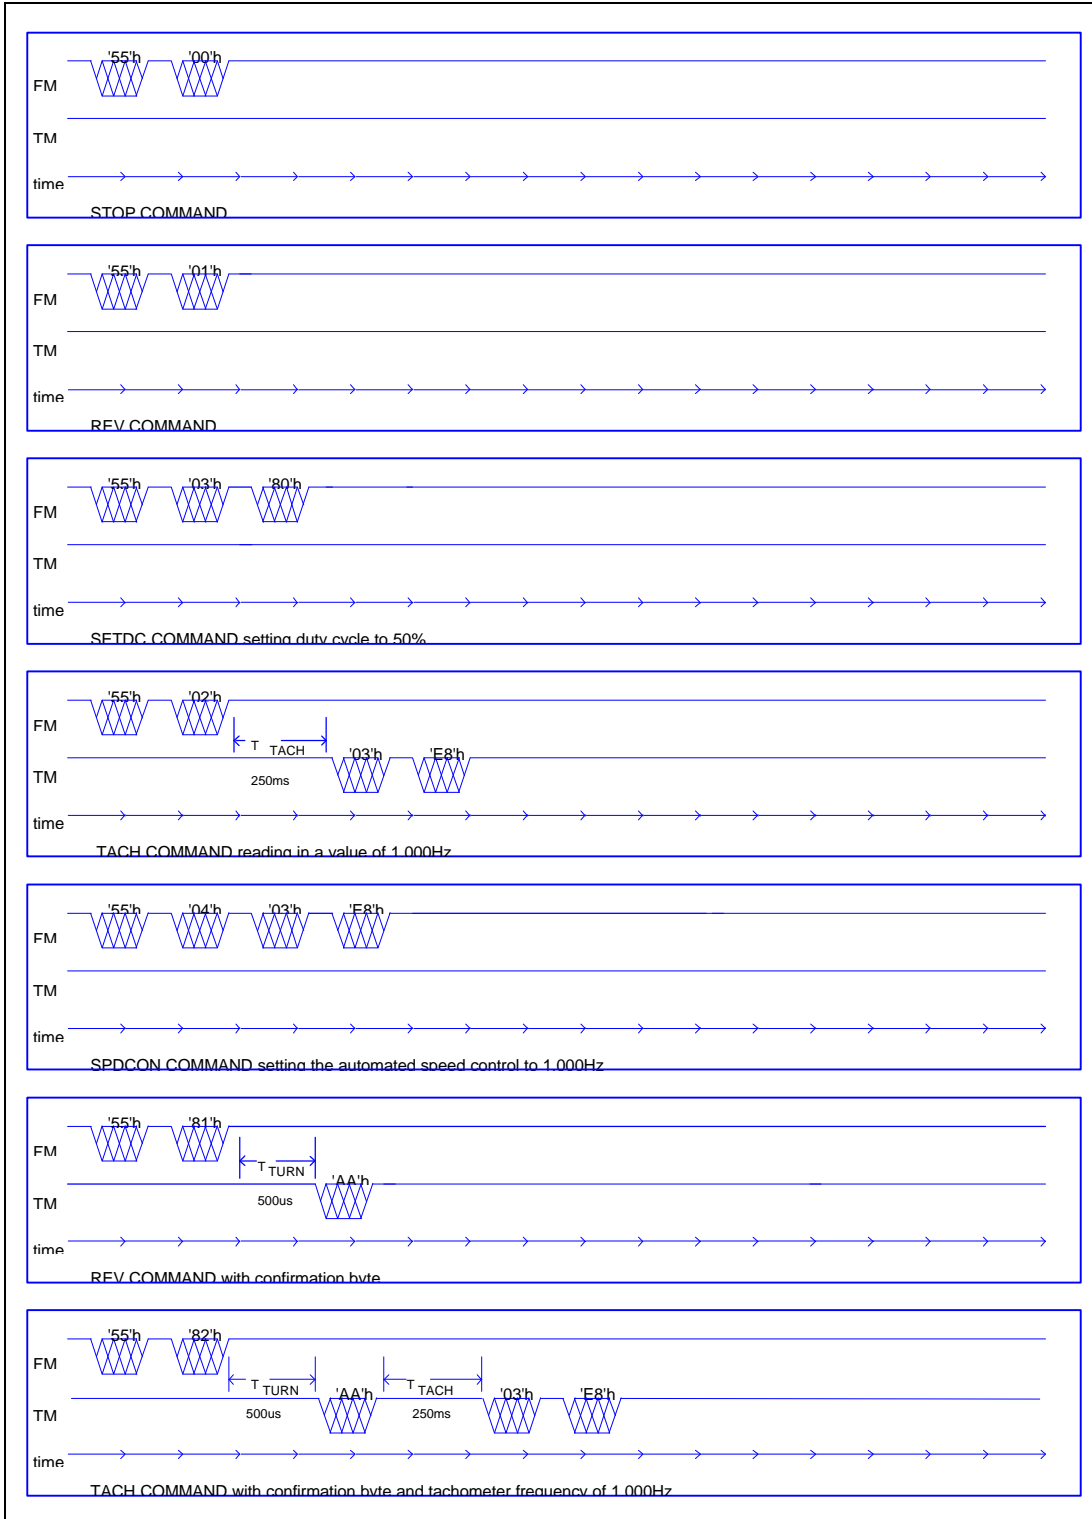 '55'h '00'h
FM
TM
time
STOP COMMAND
'55'h '01'h
FM
TM
time
REV COMMAND
'55'h '03'h '80'h
FM
TM
time
SETDC COMMAND setting duty cycle to 50%
'55'h '02'h
FM
T TACH
'03'h 'E8'h
TM
250ms
time
TACH COMMAND reading in a value of 1.000Hz
'55'h '04'h '03'h 'E8'h
FM
TM
time
SPDCON COMMAND setting the automated speed control to 1.000Hz
'55'h '81'h
FM
T TURN
'AA'h
TM
500us
time
REV COMMAND with confirmation byte
'55'h '82'h
FM
T TURN T TACH
'AA'h '03'h 'E8'h
TM
500us 250ms
time
TACH COMMAND with confirmation byte and tachometer frequency of 1.000Hz